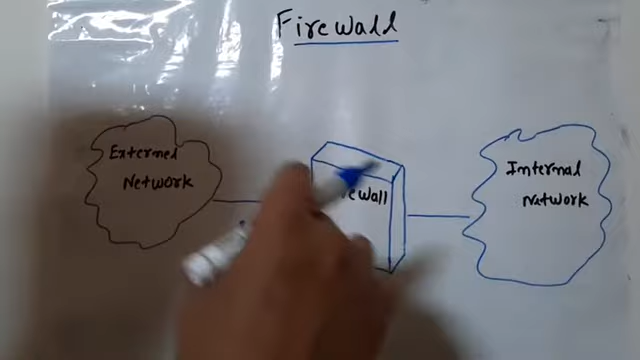 Firewall
External
Network
Internal
Network